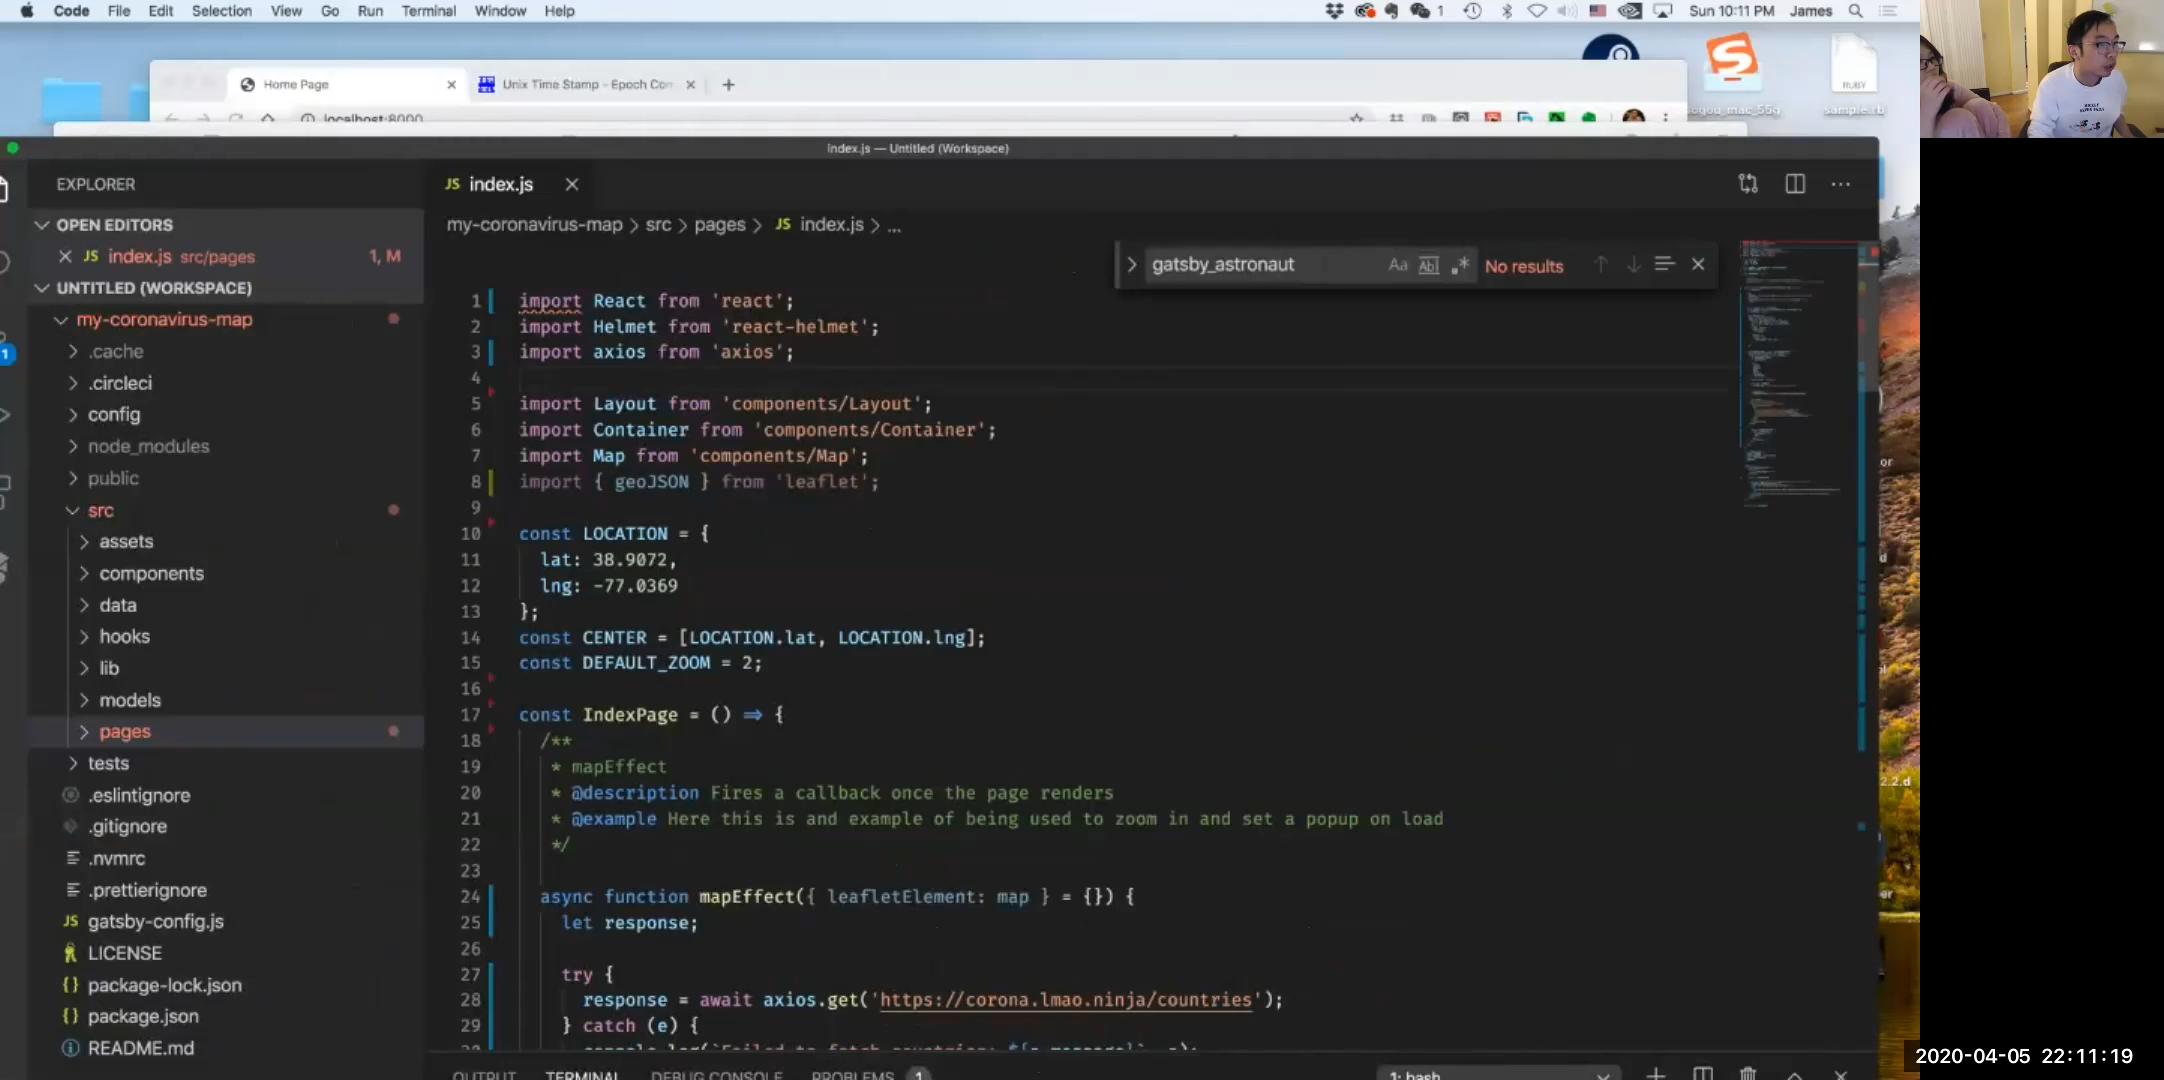 Code File Edit Selection View Go Run Terminal Window Help
1 Sun 10:11 PM James
Home Page
Unix Time Stamp - Epoch Con
localhost:8000
sogou_mac_55g
RUBY
sample.rb
index.js — Untitled (Workspace)
EXPLORER
OPEN EDITORS
JS index.js src/pages 1, M
UNTITLED (WORKSPACE)
my-coronavirus-map
.cache
.circleci
config
node_modules
public
src
assets
components
data
hooks
lib
models
pages
tests
.eslintignore
.gitignore
.nvmrc
.prettierignore
JS gatsby-config.js
LICENSE
{} package-lock.json
{} package.json
README.md
1
JS index.js
my-coronavirus-map > src > pages > JS index.js > ...
gatsby_astronaut Aa Abl .* No results
1 import React from 'react';
2 import Helmet from 'react-helmet';
3 import axios from 'axios';
4
5 import Layout from 'components/Layout';
6 import Container from 'components/Container';
7 import Map from 'components/Map';
8 import { geoJSON } from 'leaflet';
9
10 const LOCATION = {
11 lat: 38.9072,
12 lng: -77.0369
13 };
14 const CENTER = [LOCATION.lat, LOCATION.lng];
15 const DEFAULT_ZOOM = 2;
16
17 const IndexPage = () => {
18 /**
19 * mapEffect
20 * @description Fires a callback once the page renders
21 * @example Here this is and example of being used to zoom in and set a popup on load
22 */
23
24 async function mapEffect({ leafletElement: map } = {}) {
25 let response;
26
27 try {
28 response = await axios.get('https://corona.lmao.ninja/countries');
29 } catch (e) {
OUTPUT TERMINAL DEBUG CONSOLE PROBLEMS 1
1: bash
or
2.2.d
er
2020-04-05 22:11:19